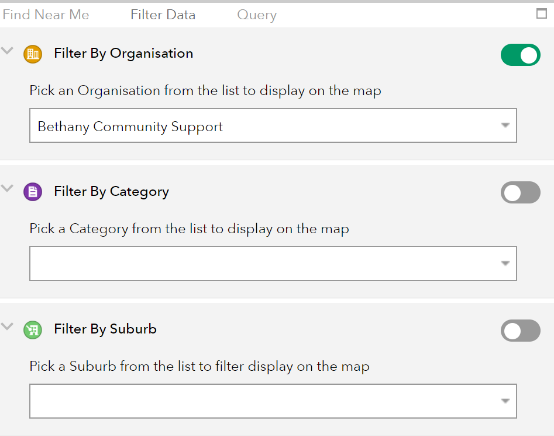 Find Near Me Filter Data Query
Filter By Organisation
Pick an Organisation from the list to display on the map
Bethany Community Support
Filter By Category
Pick a Category from the list to display on the map
Filter By Suburb
Pick a Suburb from the list to filter display on the map